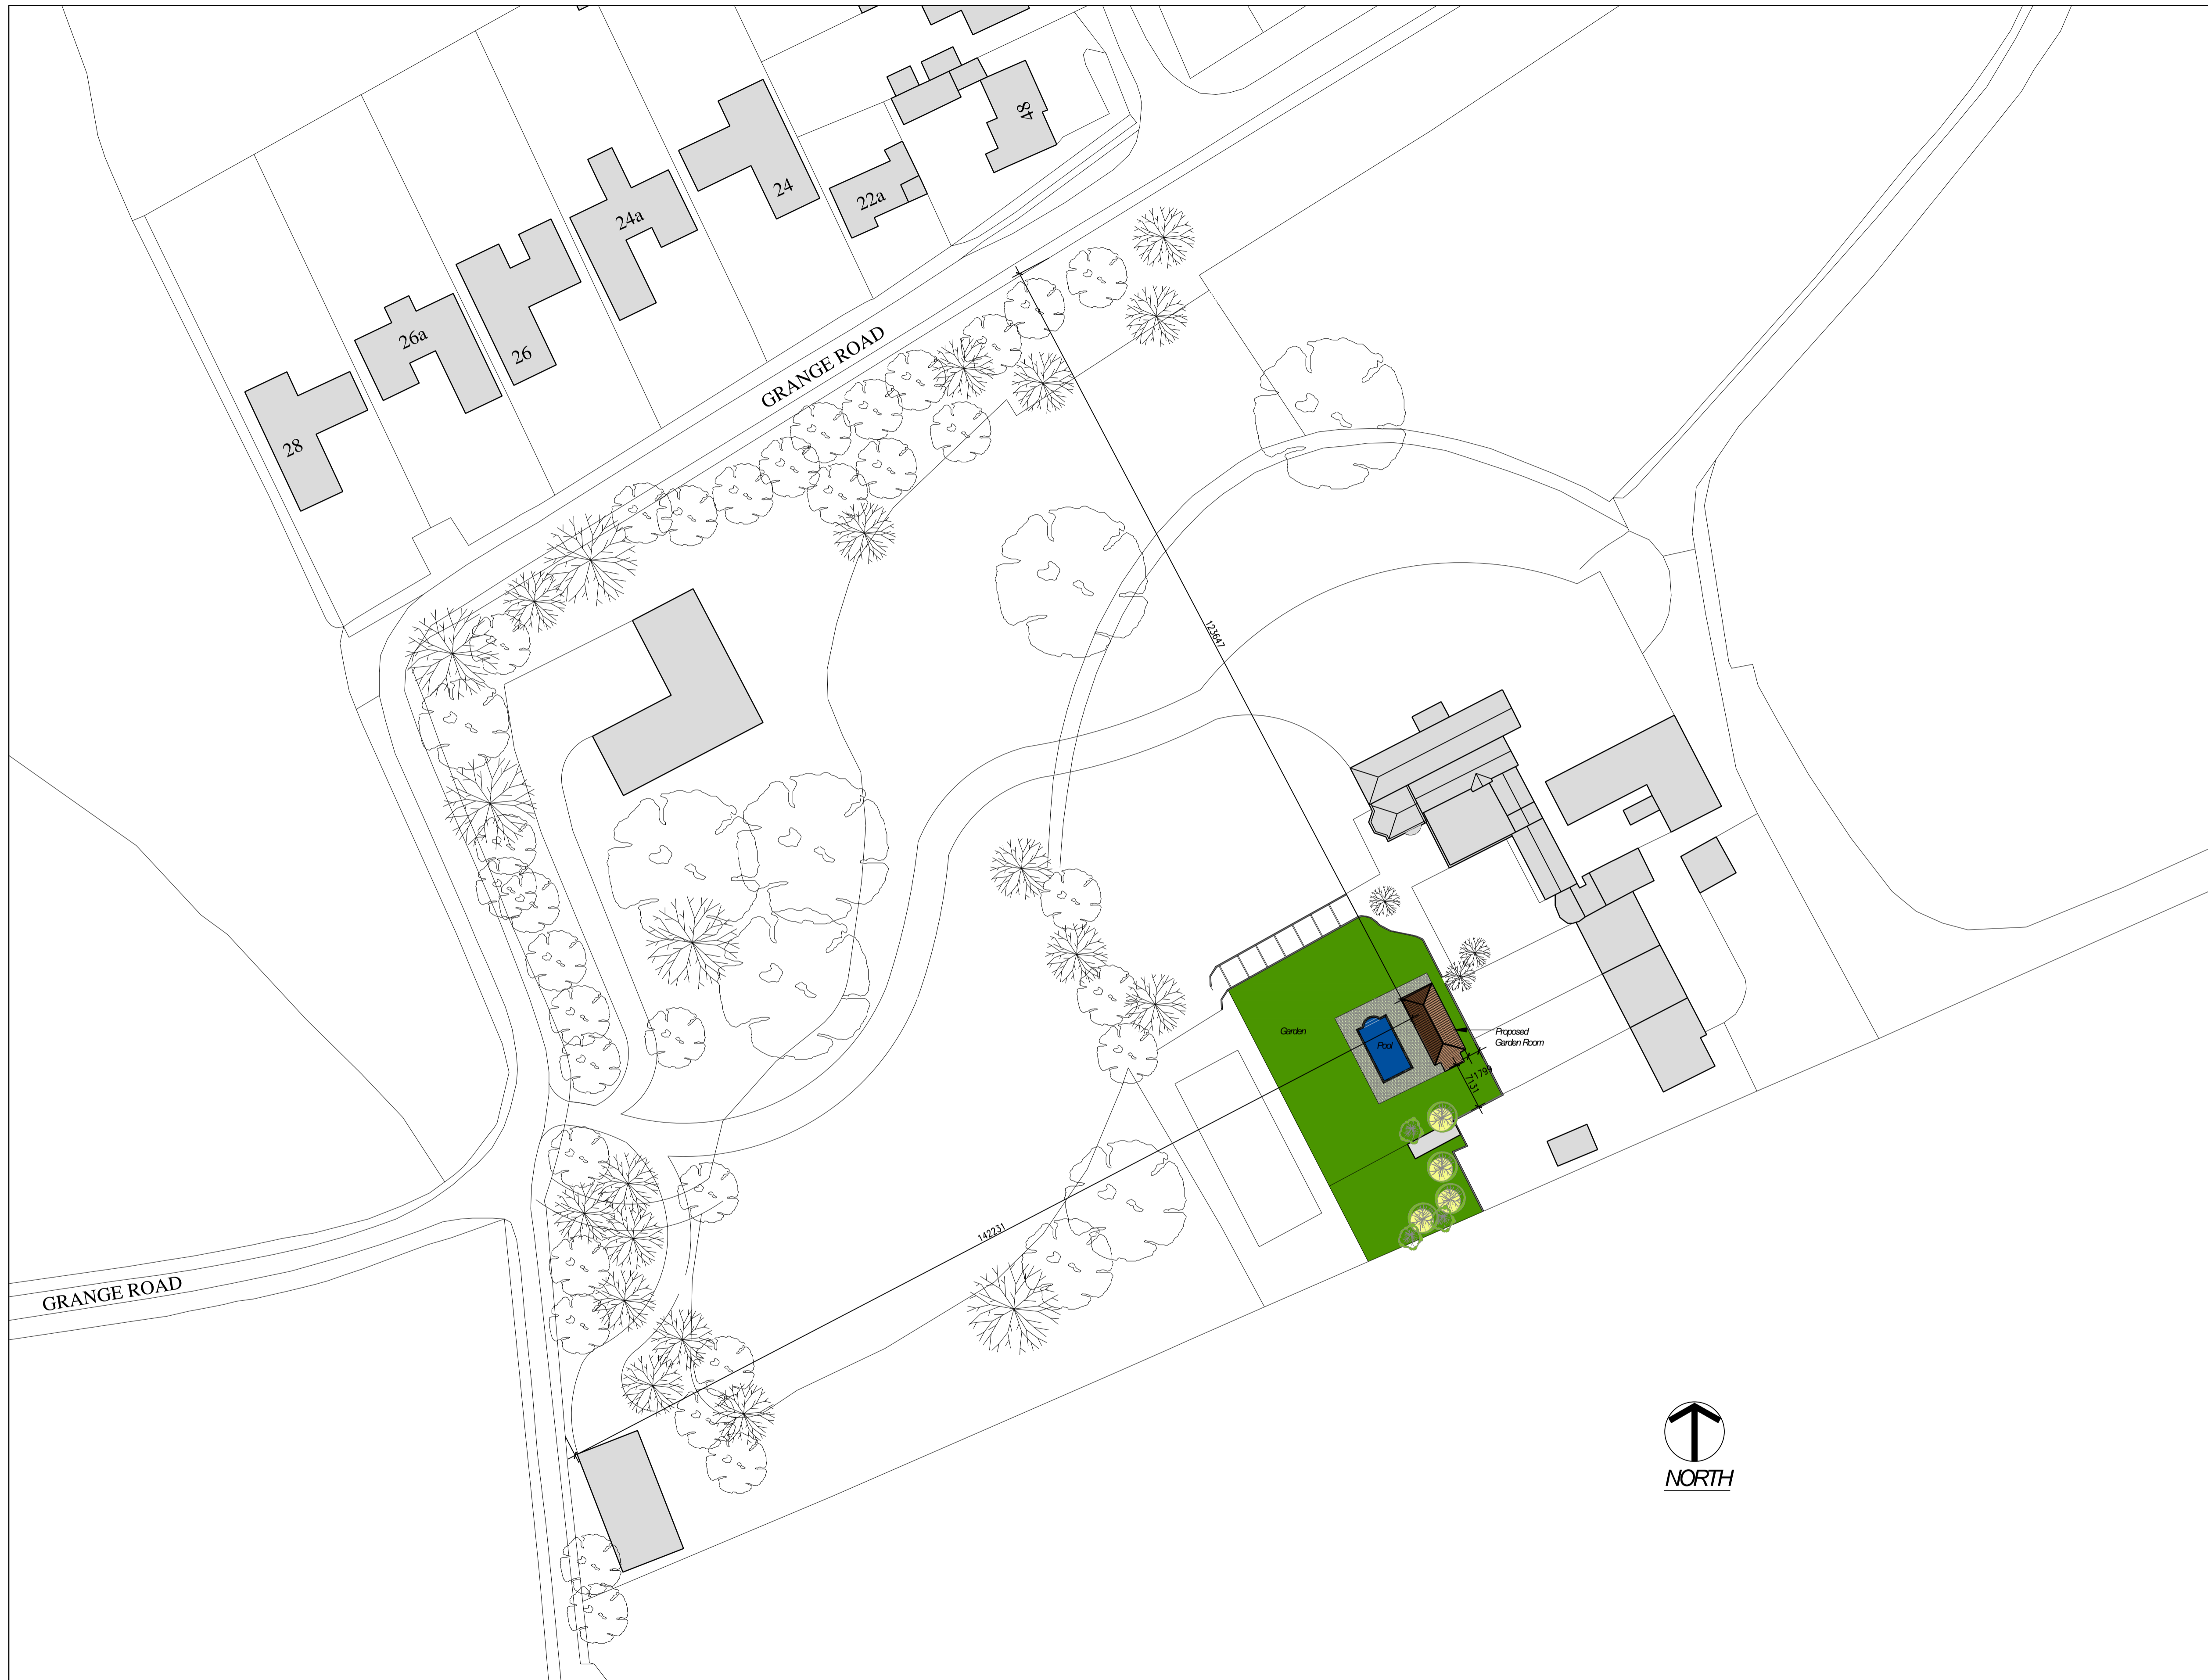 48
24
22a
24a
26a
26
28
GRANGE ROAD
123647
Garden
Pool
Proposed
Garden Room
1799
7131
142231
GRANGE ROAD
NORTH